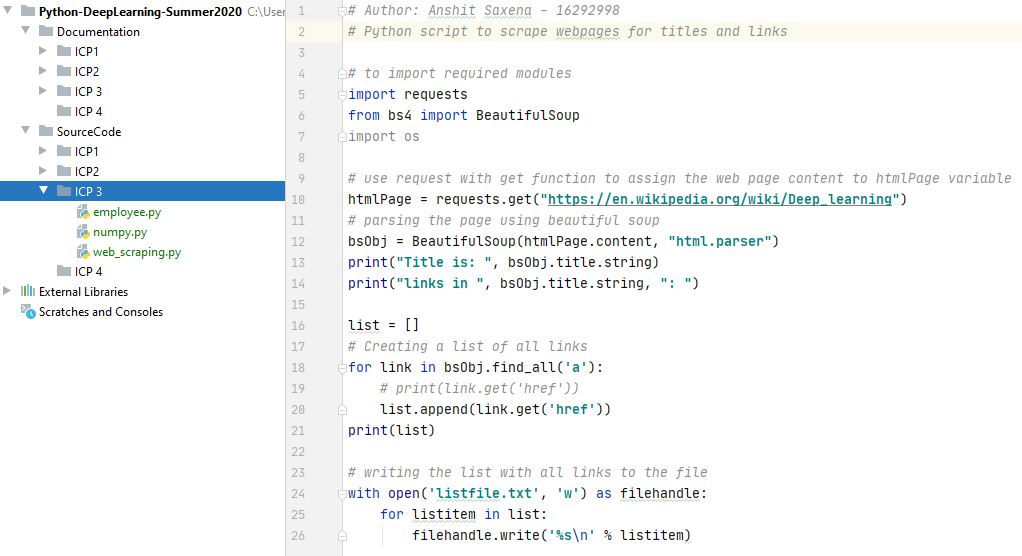 Python-DeepLearning-Summer2020 C:\User
Documentation
ICP1
ICP2
ICP 3
ICP 4
SourceCode
ICP1
ICP2
ICP 3
employee.py
numpy.py
web_scraping.py
ICP 4
External Libraries
Scratches and Consoles
1 # Author: Anshit Saxena - 16292998
2 # Python script to scrape webpages for titles and links
3
4 # to import required modules
5 import requests
6 from bs4 import BeautifulSoup
7 import os
8
9 # use request with get function to assign the web page content to htmlPage variable
10 htmlPage = requests.get("https://en.wikipedia.org/wiki/Deep_learning")
11 # parsing the page using beautiful soup
12 bsObj = BeautifulSoup(htmlPage.content, "html.parser")
13 print("Title is: ", bsObj.title.string)
14 print("links in ", bsObj.title.string, ": ")
15
16 list = []
17 # Creating a list of all links
18 for link in bsObj.find_all('a'):
19     # print(link.get('href'))
20     list.append(link.get('href'))
21 print(list)
22
23 # writing the list with all links to the file
24 with open('listfile.txt', 'w') as filehandle:
25     for listitem in list:
26         filehandle.write('%s\n' % listitem)